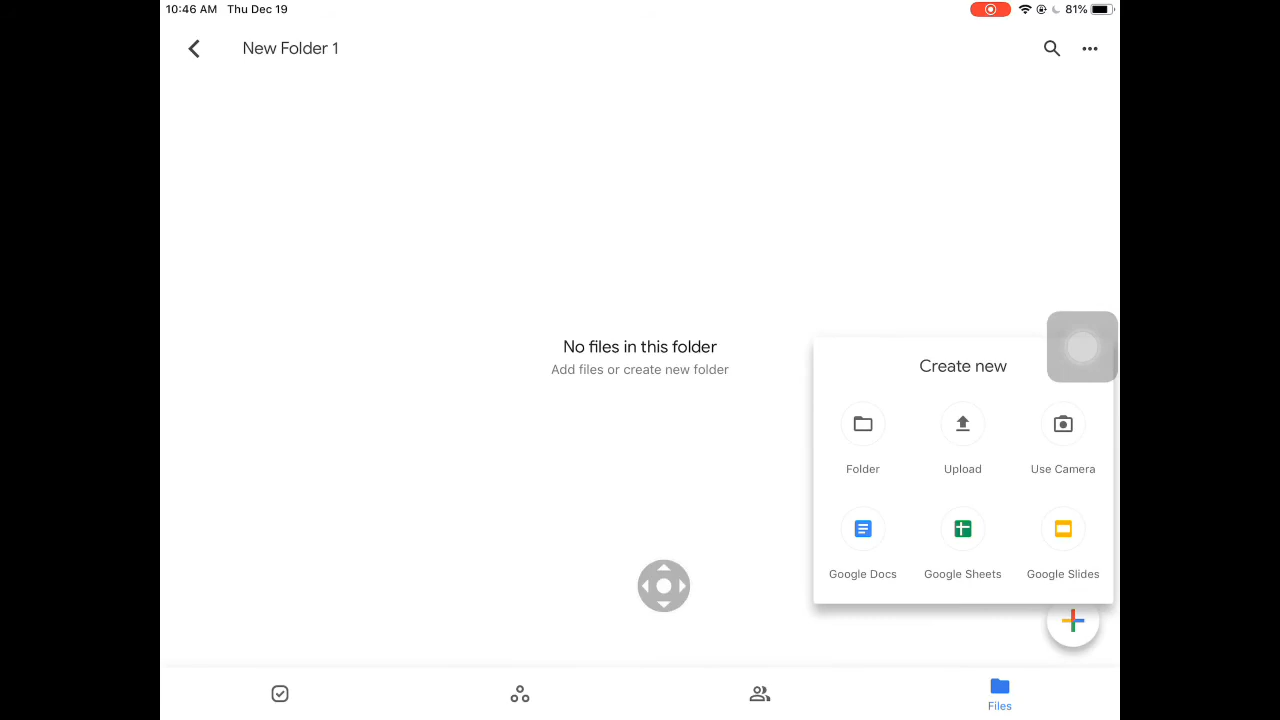 10:46 AM Thu Dec 19
81%
New Folder 1
No files in this folder
Add files or create new folder
Create new
Folder Upload Use Camera
Google Docs Google Sheets Google Slides
Files